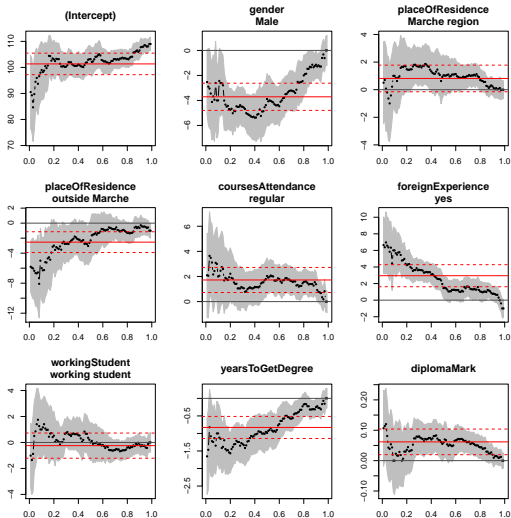 (Intercept)
gender
Male
placeOfResidence
Marche region
70 80 90 100 110
0.0 0.2 0.4 0.6 0.8 1.0
−6 −4 −2 0
0.0 0.2 0.4 0.6 0.8 1.0
−4 −2 0 2 4
0.0 0.2 0.4 0.6 0.8 1.0
placeOfResidence
outside Marche
coursesAttendance
regular
foreignExperience
yes
−12 −8 −6 −4 −2 0 2
0.0 0.2 0.4 0.6 0.8 1.0
0 2 4 6
0.0 0.2 0.4 0.6 0.8 1.0
−2 0 2 4 6 8 10
0.0 0.2 0.4 0.6 0.8 1.0
workingStudent
working student
yearsToGetDegree
diplomaMark
−4 −2 0 2 4
0.0 0.2 0.4 0.6 0.8 1.0
−2.5 −1.5 −0.5
0.0 0.2 0.4 0.6 0.8 1.0
−0.10 0.00 0.10 0.20
0.0 0.2 0.4 0.6 0.8 1.0